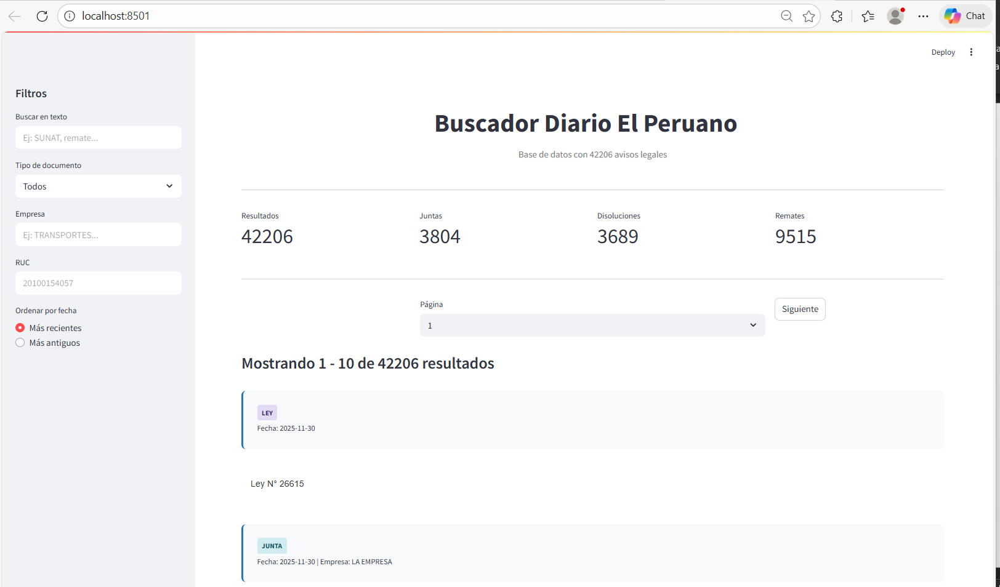 localhost:8501
Chat
Deploy
Filtros
Buscar en texto
Ej: SUNAT, remate...
Tipo de documento
Todos
Empresa
Ej: TRANSPORTES...
RUC
20100154057
Ordenar por fecha
Más recientes
Más antiguos
Buscador Diario El Peruano
Base de datos con 42206 avisos legales
Resultados
42206
Juntas
3804
Disoluciones
3689
Remates
9515
Página
1
Siguiente
Mostrando 1 - 10 de 42206 resultados
LEY
Fecha: 2025-11-30
Ley N° 26615
JUNTA
Fecha: 2025-11-30 | Empresa: LA EMPRESA